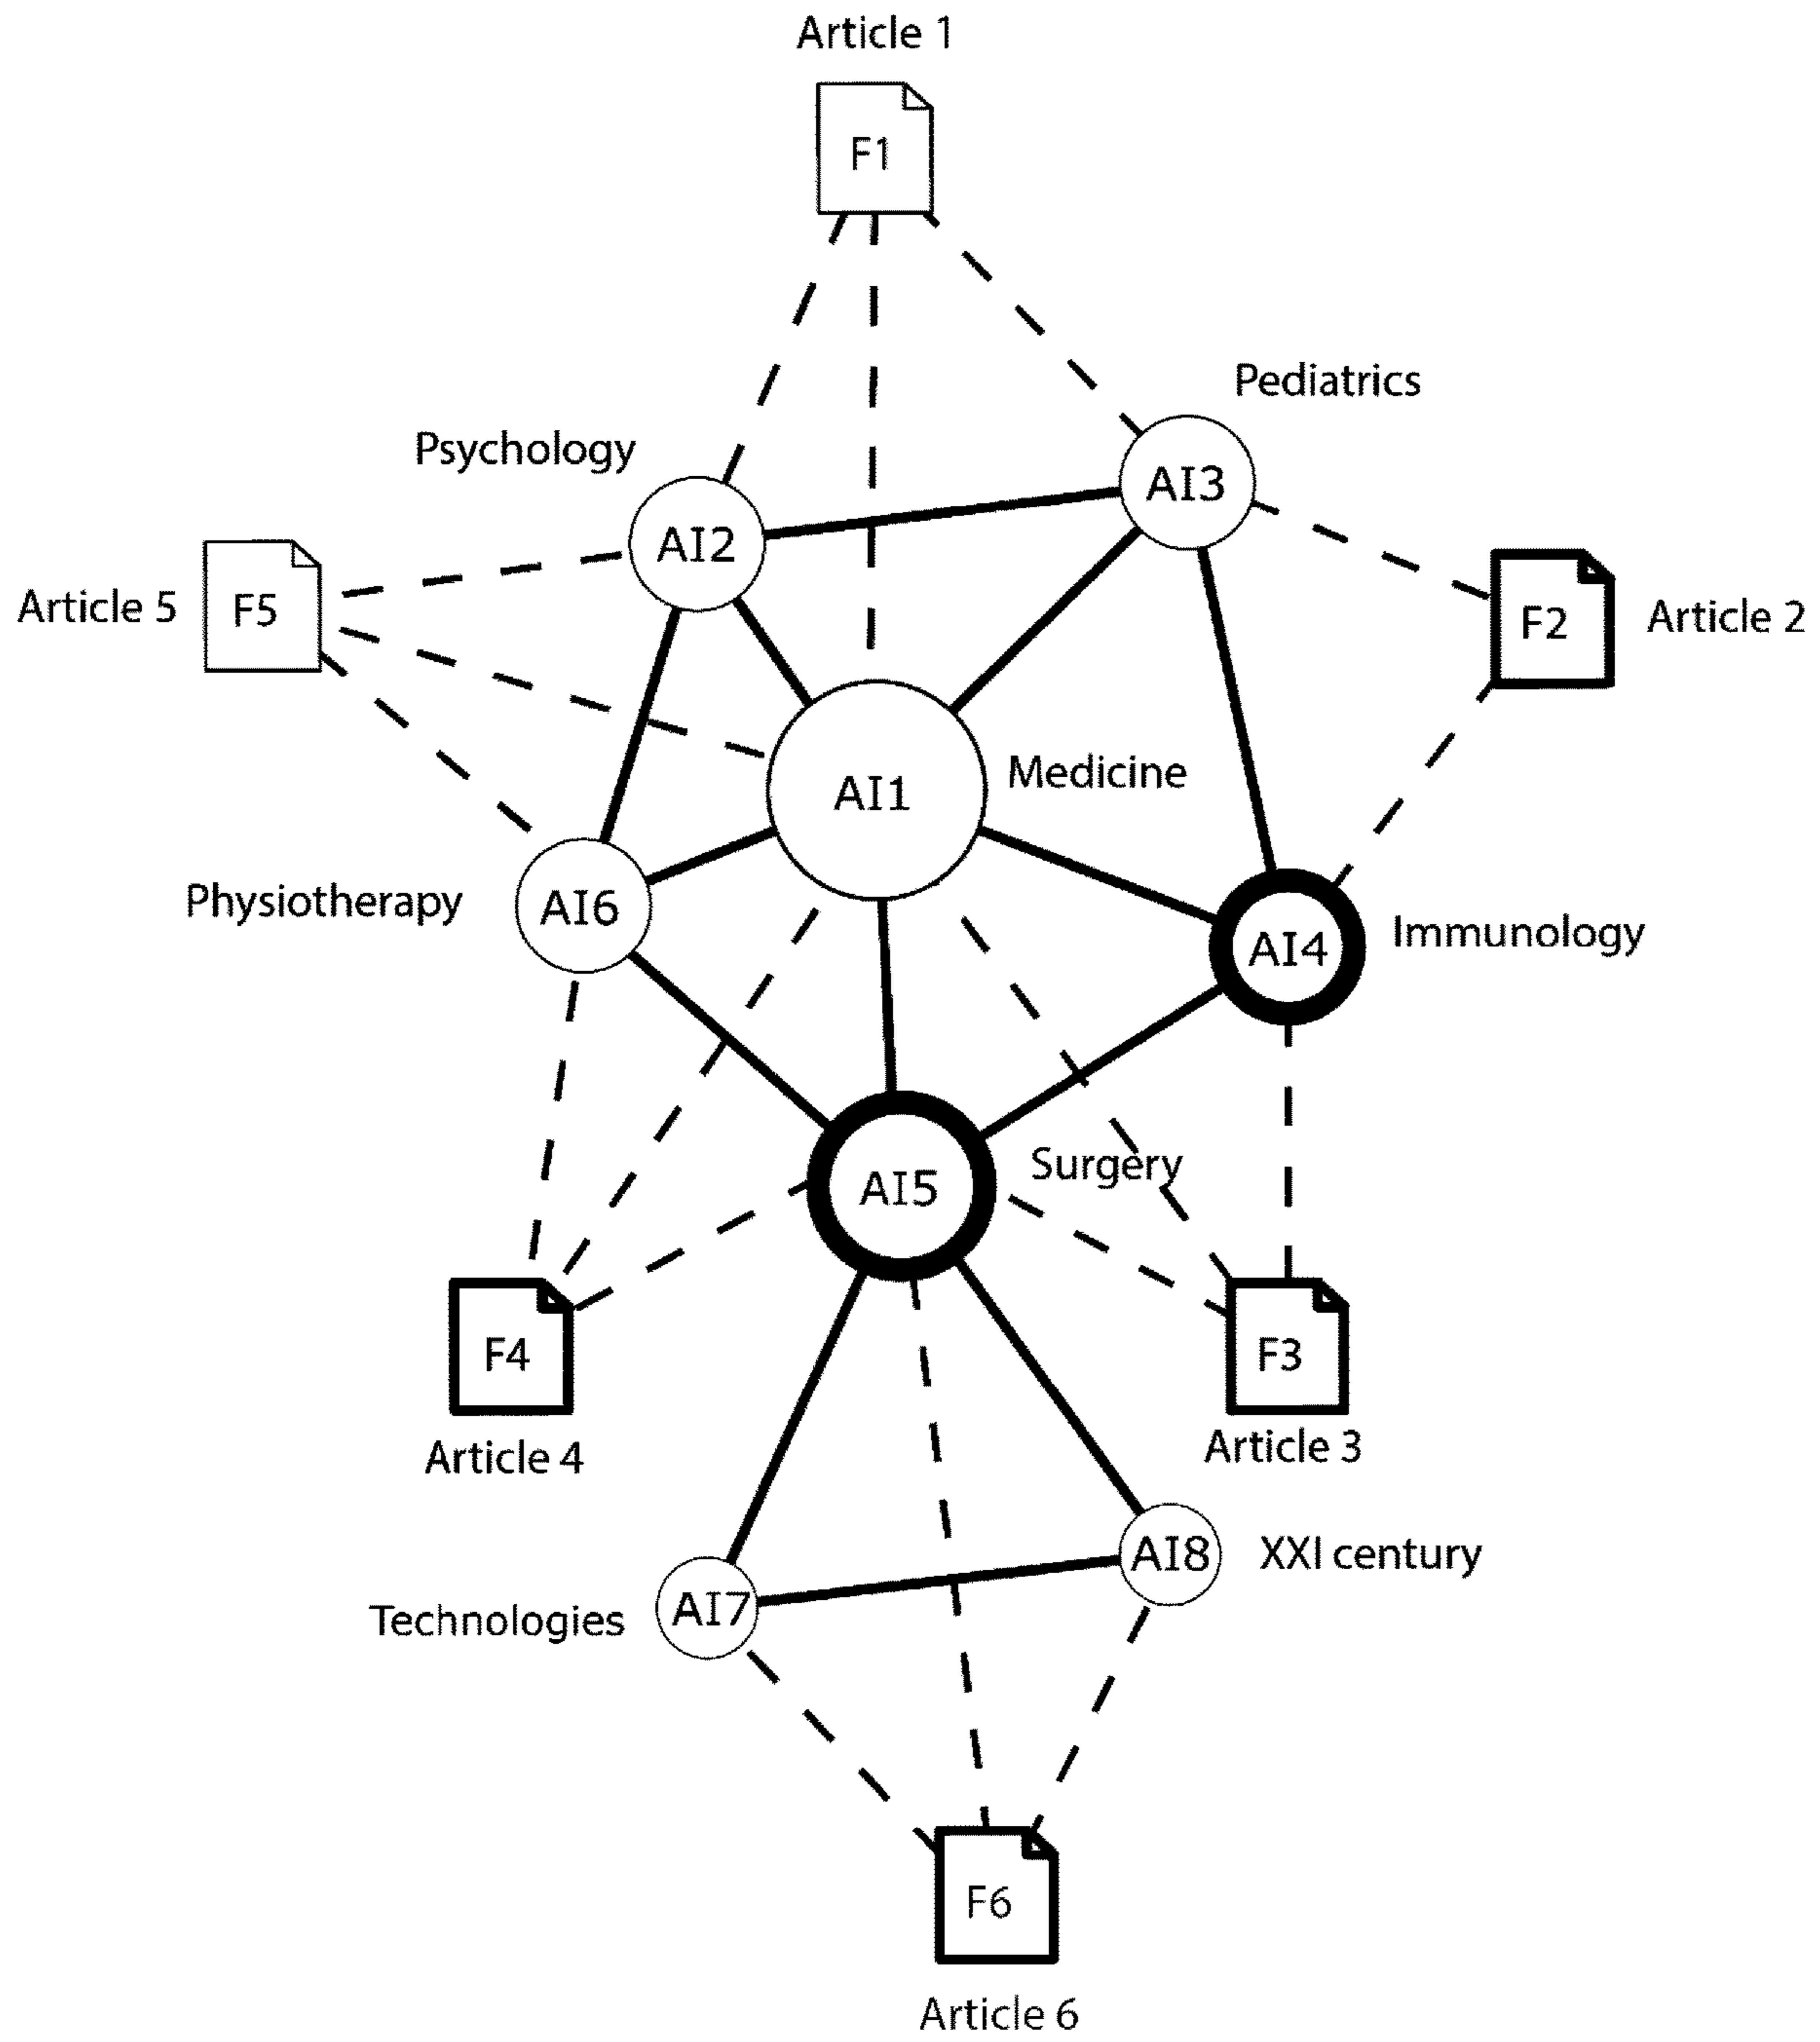 Article 1
F1
Pediatrics
Psychology
AI3
AI2
Article 5
F5
F2
Article 2
AI1
Medicine
Physiotherapy
AI6
AI4
Immunology
Surgery
AI5
F4
F3
Article 4
Article 3
AI8
XXI century
Technologies
AI7
F6
Article 6